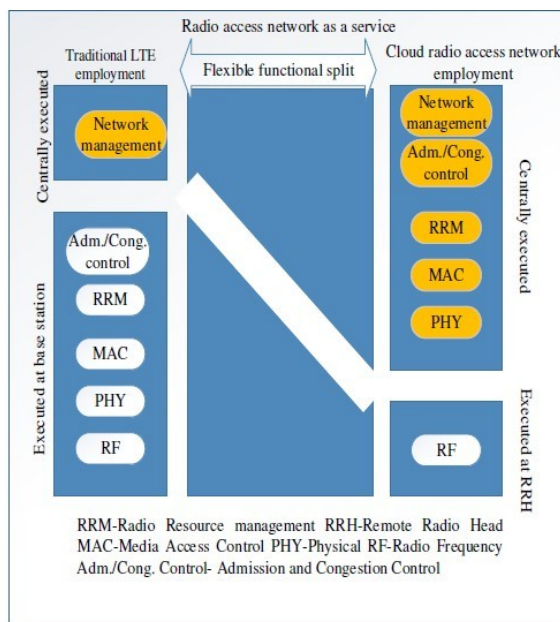 Radio access network as a service
Traditional LTE
employment
Flexible functional split
Cloud radio access network
employment
Centrally executed
Network
management
Executed at base station
Adm./Cong.
control
RRM
MAC
PHY
RF
Network
management
Adm./Cong.
control
RRM
MAC
PHY
Centrally executed
RF
Executed at RRH
RRM-Radio Resource management RRH-Remote Radio Head
MAC-Media Access Control PHY-Physical RF-Radio Frequency
Adm./Cong. Control- Admission and Congestion Control